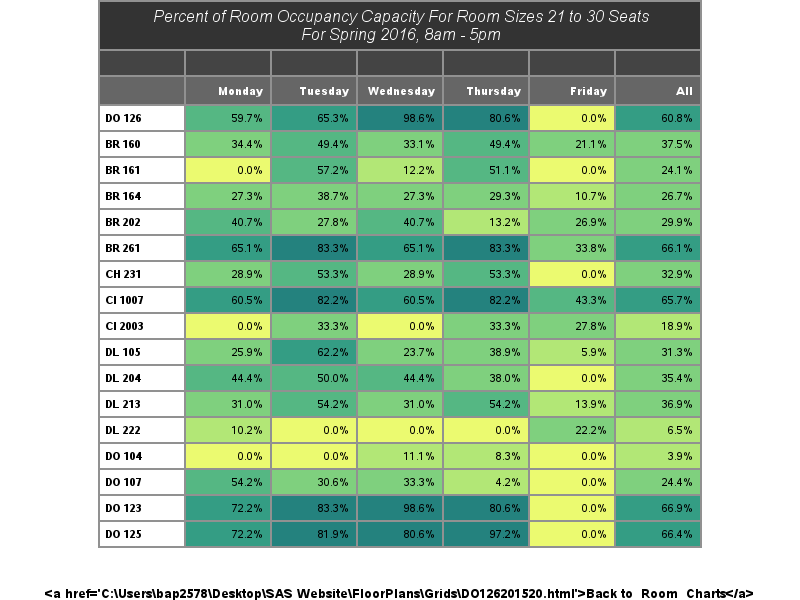 Percent of Room Occupancy Capacity For Room Sizes 21 to 30 Seats
For Spring 2016, 8am - 5pm
Monday Tuesday Wednesday Thursday Friday All
DO 126 59.7% 65.3% 98.6% 80.6% 0.0% 60.8%
BR 160 34.4% 49.4% 33.1% 49.4% 21.1% 37.5%
BR 161 0.0% 57.2% 12.2% 51.1% 0.0% 24.1%
BR 164 27.3% 38.7% 27.3% 29.3% 10.7% 26.7%
BR 202 40.7% 27.8% 40.7% 13.2% 26.9% 29.9%
BR 261 65.1% 83.3% 65.1% 83.3% 33.8% 66.1%
CH 231 28.9% 53.3% 28.9% 53.3% 0.0% 32.9%
CI 1007 60.5% 82.2% 60.5% 82.2% 43.3% 65.7%
CI 2003 0.0% 33.3% 0.0% 33.3% 27.8% 18.9%
DL 105 25.9% 62.2% 23.7% 38.9% 5.9% 31.3%
DL 204 44.4% 50.0% 44.4% 38.0% 0.0% 35.4%
DL 213 31.0% 54.2% 31.0% 54.2% 13.9% 36.9%
DL 222 10.2% 0.0% 0.0% 0.0% 22.2% 6.5%
DO 104 0.0% 0.0% 11.1% 8.3% 0.0% 3.9%
DO 107 54.2% 30.6% 33.3% 4.2% 0.0% 24.4%
DO 123 72.2% 83.3% 98.6% 80.6% 0.0% 66.9%
DO 125 72.2% 81.9% 80.6% 97.2% 0.0% 66.4%
<a href='C:\Users\bap2578\Desktop\SAS Website\FloorPlans\Grids\DO126201520.html'>Back to Room Charts</a>